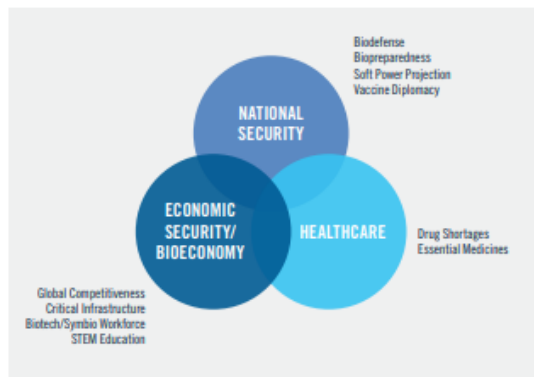 Biodefense
Biopreparedness
Soft Power Projection
Vaccine Diplomacy
NATIONAL
SECURITY
ECONOMIC
SECURITY/
BIOECONOMY
HEALTHCARE
Drug Shortages
Essential Medicines
Global Competitiveness
Critical Infrastructure
Biotech/Symbio Workforce
STEM Education